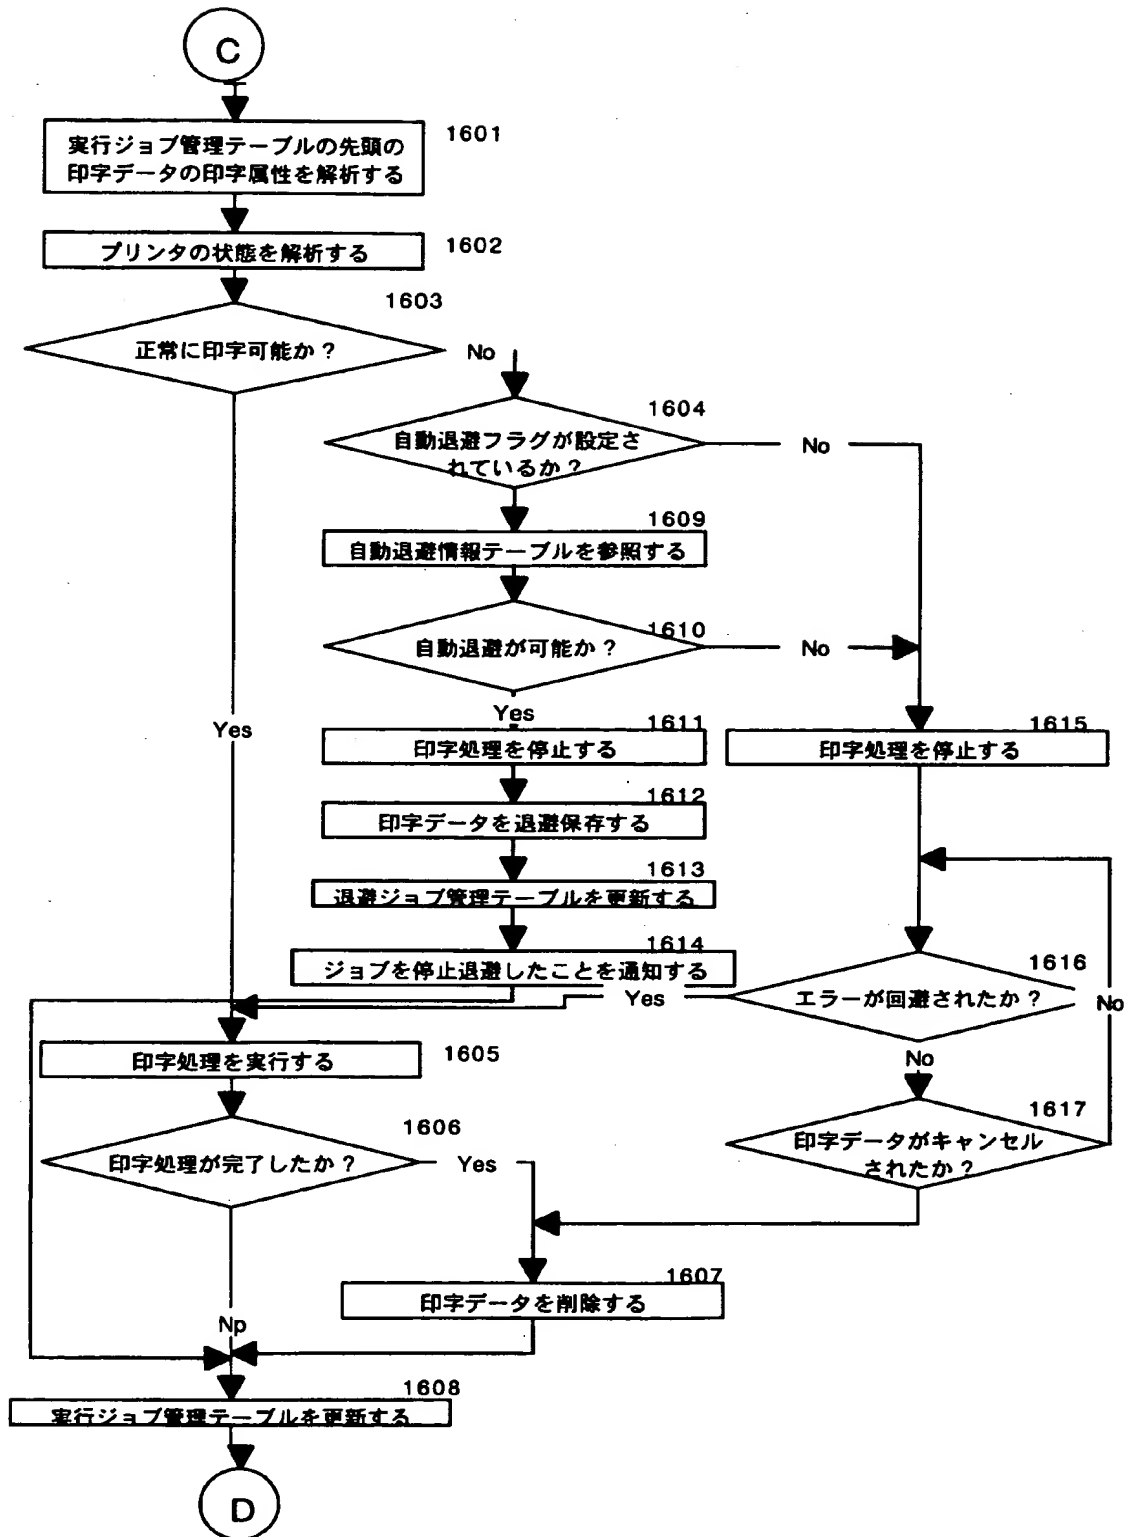 C
1601
実行ジョブ管理テーブルの先頭の
印字データの印字属性を解析する
1602
プリンタの状態を解析する
1603
正常に印字可能か？
No
1604
自動退避フラグが設定さ
れているか？
No
1609
自動退避情報テーブルを参照する
1610
自動退避が可能か？
No
Yes
Yes
1611
印字処理を停止する
1615
印字処理を停止する
1612
印字データを退避保存する
1613
退避ジョブ管理テーブルを更新する
1614
ジョブを停止退避したことを通知する
1616
エラーが回避されたか？
Yes
No
1605
印字処理を実行する
No
1617
印字データがキャンセル
されたか？
1606
印字処理が完了したか？
Yes
1607
印字データを削除する
Np
1608
実行ジョブ管理テーブルを更新する
D